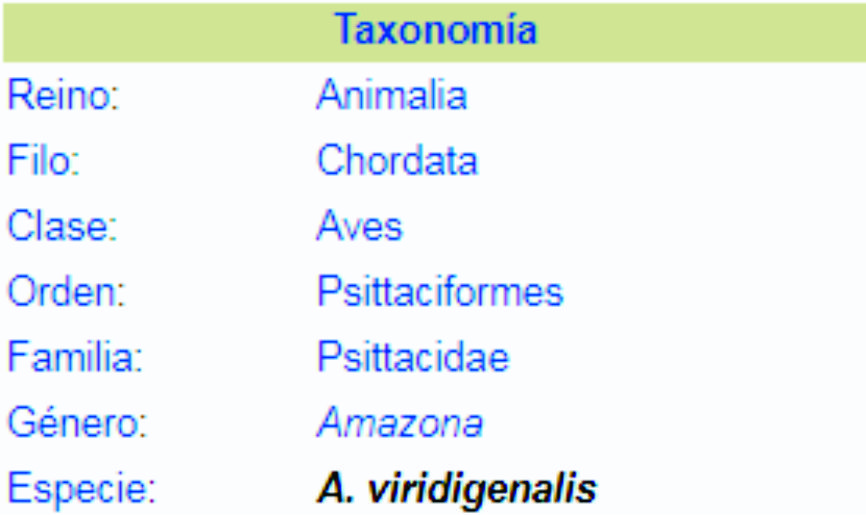 Taxonomía
Reino: Animalia
Filo: Chordata
Clase: Aves
Orden: Psittaciformes
Familia: Psittacidae
Género: Amazona
Especie: A. viridigenalis